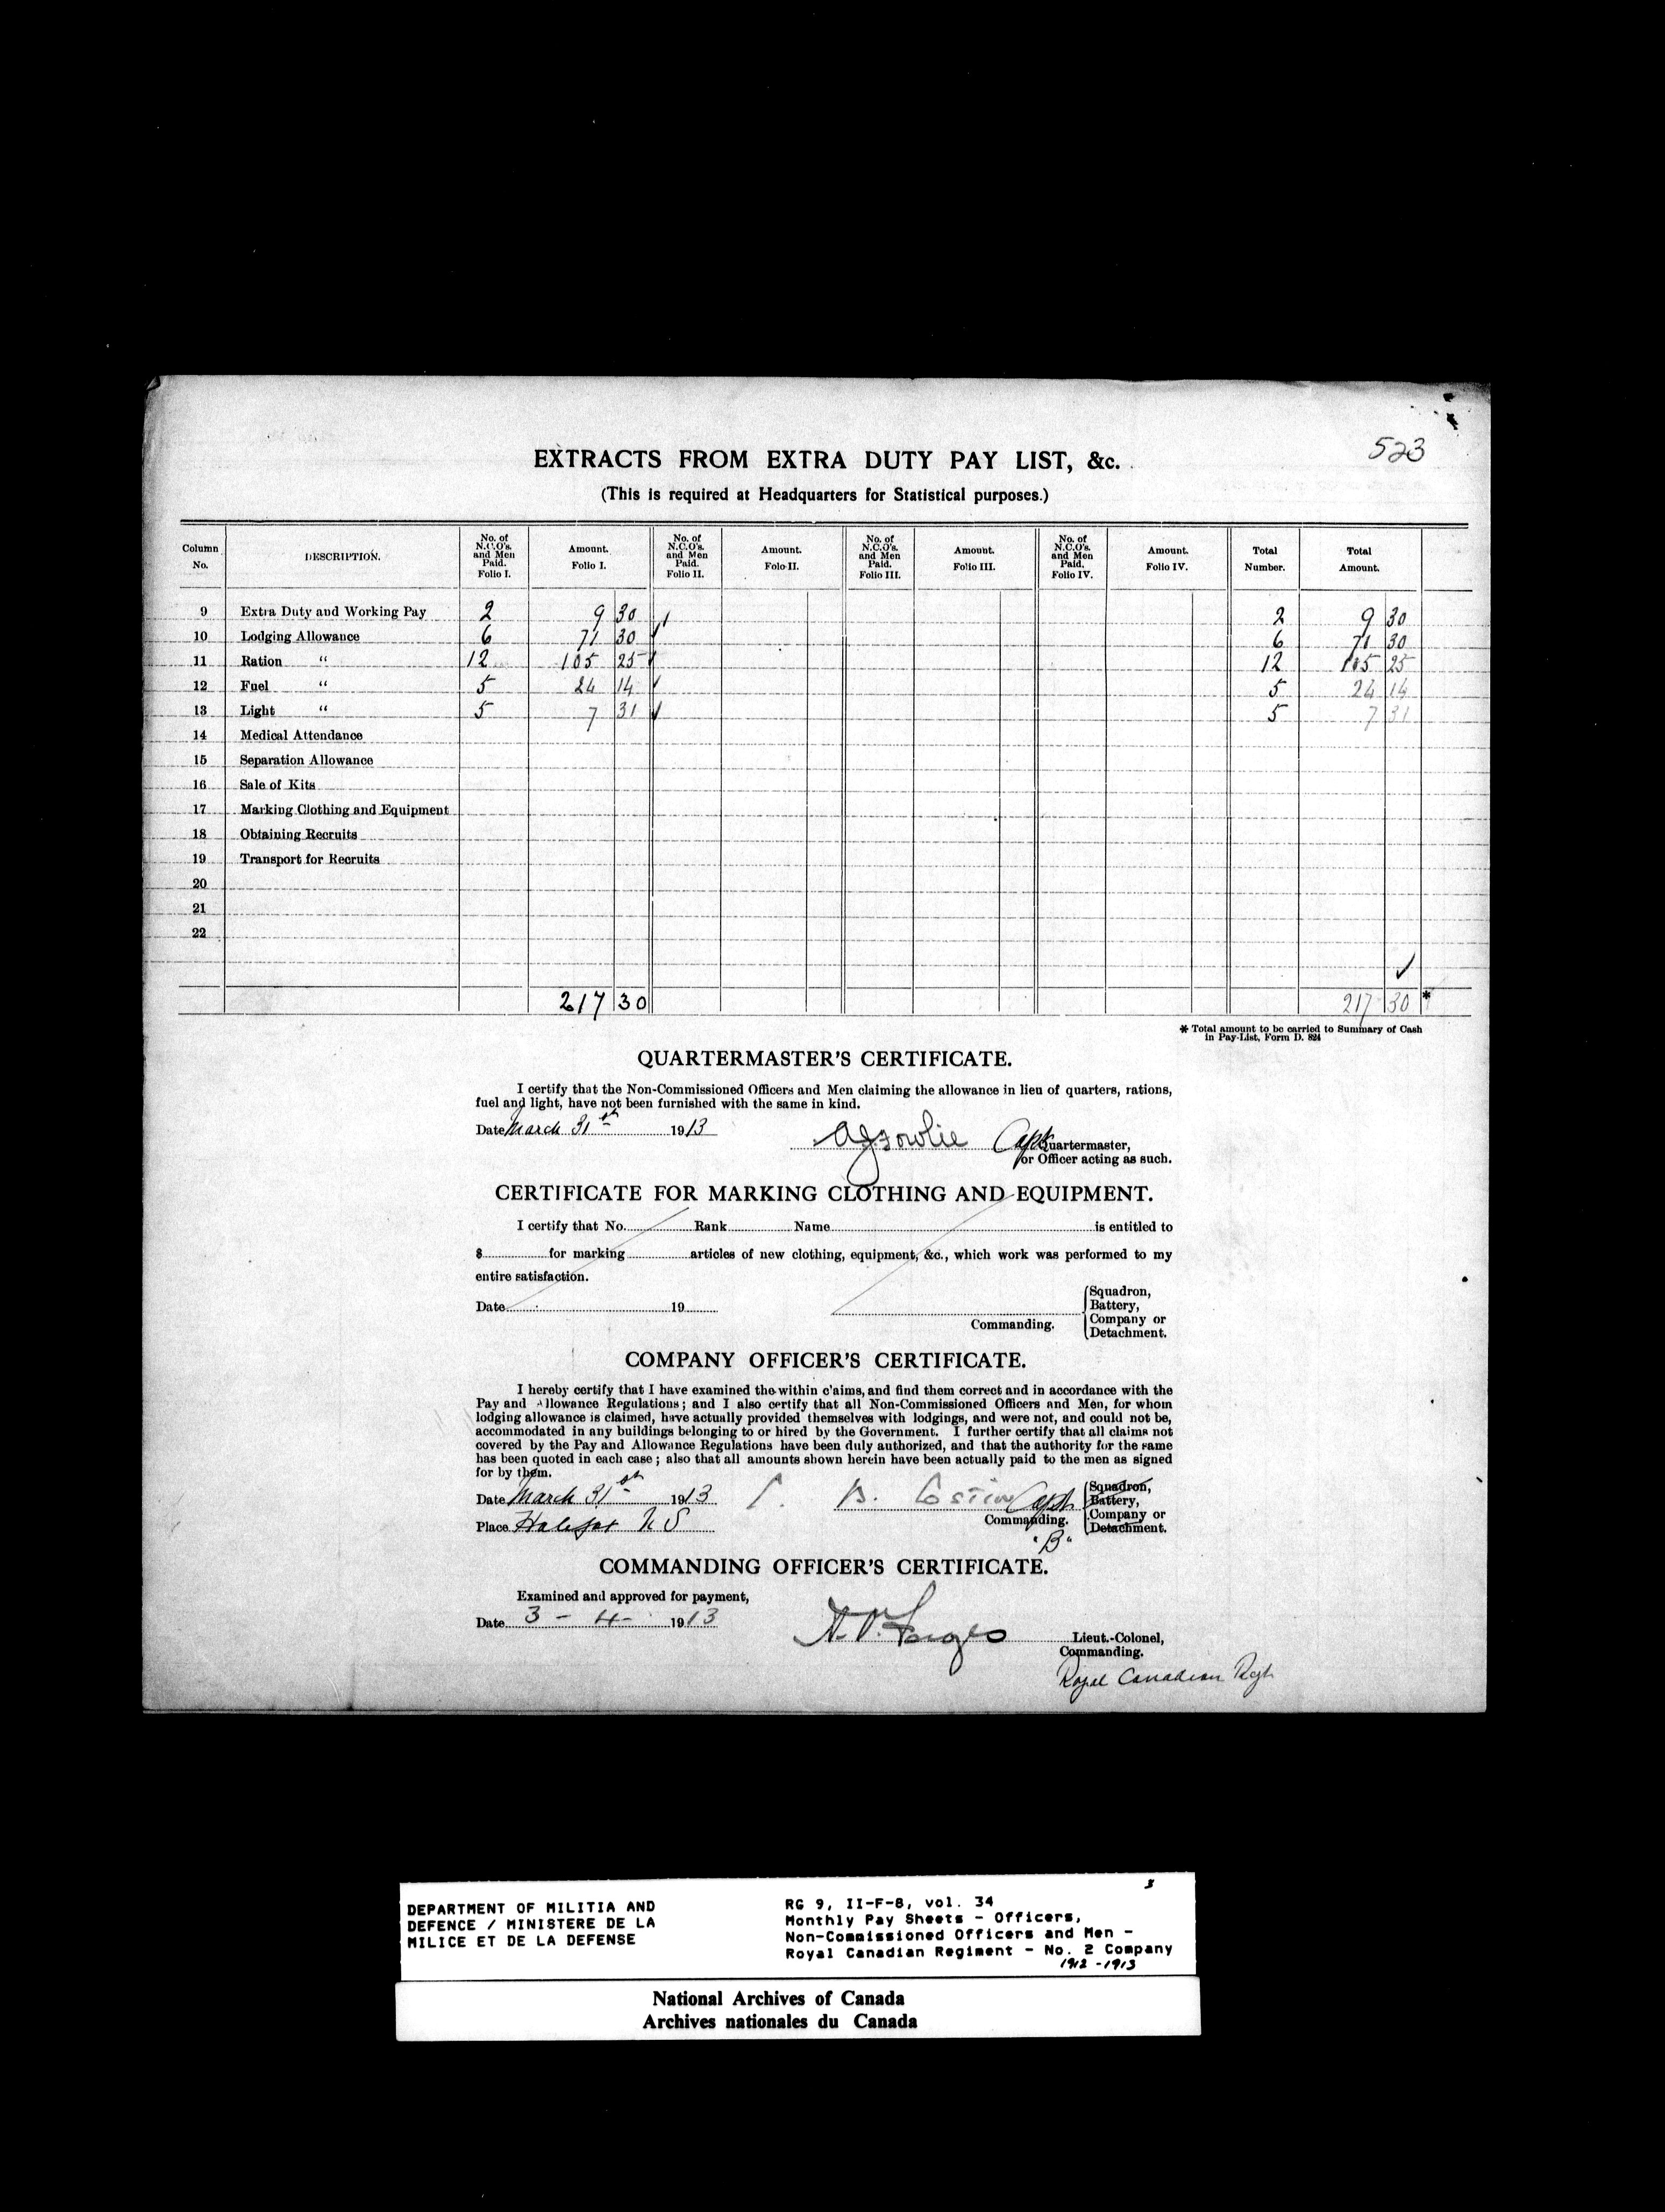 523
EXTRACTS FROM EXTRA DUTY PAY LIST, &c.
(This is required at Headquarters for Statistical purposes.)
Column No. DESCRIPTION. No. of N.C.O's. and Men Paid. Folio I. Amount. Folio I. No. of N.C.O's. and Men Paid. Folio II. Amount. Folo II. No. of N.C.O's. and Men Paid. Folio III. Amount. Folio III. No. of N.C.O's. and Men Paid. Folio IV. Amount. Folio IV. Total Number. Total Amount.
9 Extra Duty and Working Pay 2 9 30 ✓ 2 9 30
10 Lodging Allowance 6 71 30 ✓ 6 71 30
11 Ration “ 12 105 25 ✓ 12 105 25
12 Fuel “ 5 24 14 ✓ 5 24 14
13 Light “ 5 7 31 ✓ 5 7 31
14 Medical Attendance
15 Separation Allowance
16 Sale of Kits
17 Marking Clothing and Equipment
18 Obtaining Recruits
19 Transport for Recruits
20
21
22
✓
217 30 217 30 *
* Total amount to be carried to Summary of Cash
in Pay-List, Form D. 824
QUARTERMASTER'S CERTIFICATE.
I certify that the Non-Commissioned Officers and Men claiming the allowance in lieu of quarters, rations,
fuel and light, have not been furnished with the same in kind.
Date March 31st 1913 Capt Quartermaster,
or Officer acting as such.
CERTIFICATE FOR MARKING CLOTHING AND EQUIPMENT.
I certify that No. Rank Name is entitled to
$ for marking articles of new clothing, equipment, &c., which work was performed to my
entire satisfaction.
Date 19 Commanding. Squadron, Battery, Company or Detachment.
COMPANY OFFICER'S CERTIFICATE.
I hereby certify that I have examined the within c'aims, and find them correct and in accordance with the
Pay and Allowance Regulations; and I also certify that all Non-Commissioned Officers and Men, for whom
lodging allowance is claimed, have actually provided themselves with lodgings, and were not, and could not be,
accommodated in any buildings belonging to or hired by the Government. I further certify that all claims not
covered by the Pay and Allowance Regulations have been duly authorized, and that the authority for the same
has been quoted in each case; also that all amounts shown herein have been actually paid to the men as signed
for by them.
Date March 31st 1913 Capt Squadron, Battery,
Place Halifax N S Commanding. Company or Detachment.
"B"
COMMANDING OFFICER'S CERTIFICATE.
Examined and approved for payment,
Date 3 - 4 - 1913 Lieut.-Colonel,
Commanding.
Royal Canadian Regt
DEPARTMENT OF MILITIA AND
DEFENCE / MINISTERE DE LA
MILICE ET DE LA DEFENSE
RG 9, II-F-8, vol. 34
Monthly Pay Sheets - Officers,
Non-Commissioned Officers and Men -
Royal Canadian Regiment - No. 2 Company
1912 - 1913
National Archives of Canada
Archives nationales du Canada